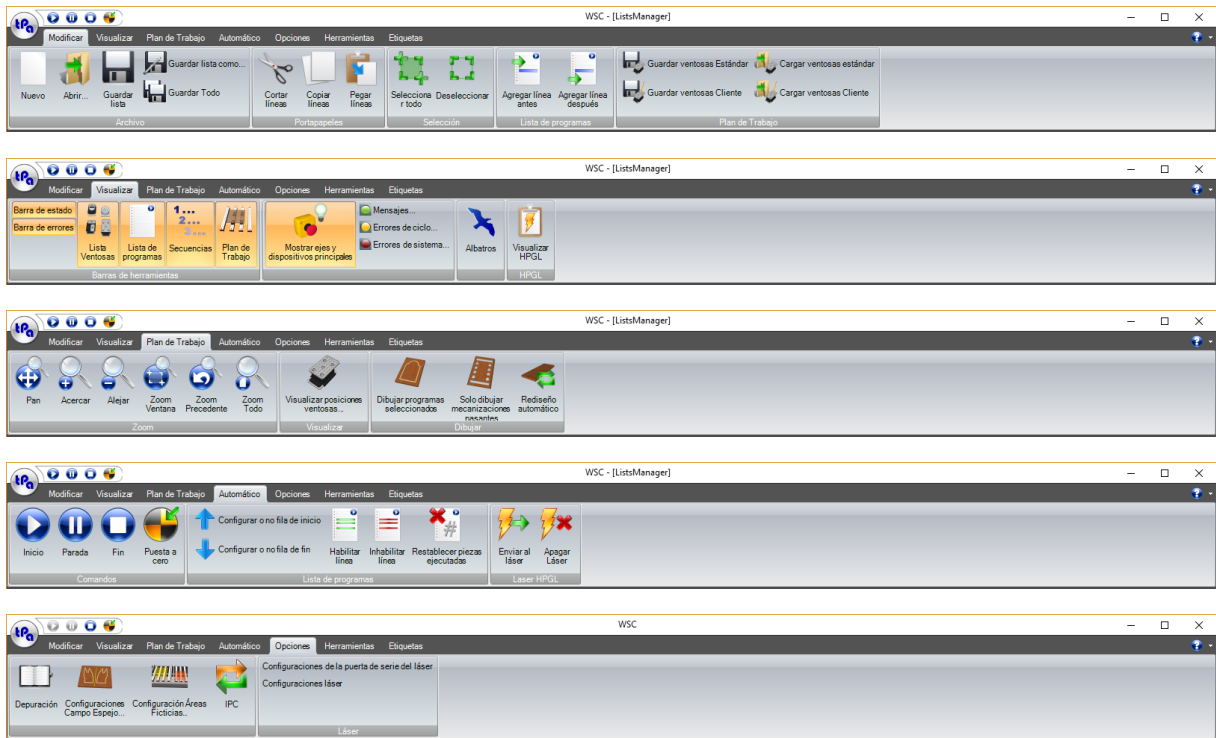 WSC - [ListsManager]
tPa
Modificar Visualizar Plan de Trabajo Automático Opciones Herramientas Etiquetas
Nuevo
Abrir...
Guardar
lista
Guardar lista como...
Guardar Todo
Archivo
Cortar
líneas
Copiar
líneas
Pegar
líneas
Portapapeles
Selecciona
r todo
Deseleccionar
Selección
Agregar línea
antes
Agregar línea
después
Lista de programas
Guardar ventosas Estándar
Cargar ventosas estándar
Guardar ventosas Cliente
Cargar ventosas Cliente
Plan de Trabajo
WSC - [ListsManager]
tPa
Modificar Visualizar Plan de Trabajo Automático Opciones Herramientas Etiquetas
Barra de estado
Barra de errores
Lista
Ventosas
Lista de
programas
1...
2...
3...
Secuencias
Plan de
Trabajo
Barras de herramientas
Mostrar ejes y
dispositivos principales
Mensajes...
Errores de ciclo...
Errores de sistema...
Albatros
Visualizar
HPGL
HPGL
WSC - [ListsManager]
tPa
Modificar Visualizar Plan de Trabajo Automático Opciones Herramientas Etiquetas
Pan
Acercar
Alejar
Zoom
Ventana
Zoom
Precedente
Zoom
Todo
Zoom
Visualizar posiciones
ventosas...
Visualizar
Dibujar programas
seleccionados
Solo dibujar
mecanizaciones
pasantes
Rediseño
automático
Dibujar
WSC - [ListsManager]
tPa
Modificar Visualizar Plan de Trabajo Automático Opciones Herramientas Etiquetas
Inicio
Parada
Fin
Puesta a
cero
Comandos
Configurar o no fila de inicio
Configurar o no fila de fin
Habilitar
línea
Inhabilitar
línea
#
Restablecer piezas
ejecutadas
Lista de programas
Enviar al
láser
Apagar
Láser
Laser HPGL
WSC
tPa
Modificar Visualizar Plan de Trabajo Automático Opciones Herramientas Etiquetas
Depuración
Configuraciones
Campo Espejo...
Configuración Áreas
Ficticias..
IPC
Configuraciones de la puerta de serie del láser
Configuraciones láser
Láser